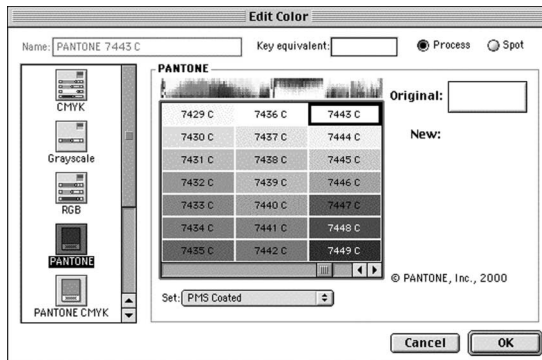 Edit Color
Name: PANTONE 7443 C Key equivalent: Process Spot
CMYK
Grayscale
RGB
PANTONE
PANTONE CMYK
PANTONE
7429 C 7436 C 7443 C
7430 C 7437 C 7444 C
7431 C 7438 C 7445 C
7432 C 7439 C 7446 C
7433 C 7440 C 7447 C
7434 C 7441 C 7448 C
7435 C 7442 C 7449 C
Set: PMS Coated
Original:
New:
© PANTONE, Inc., 2000
Cancel OK